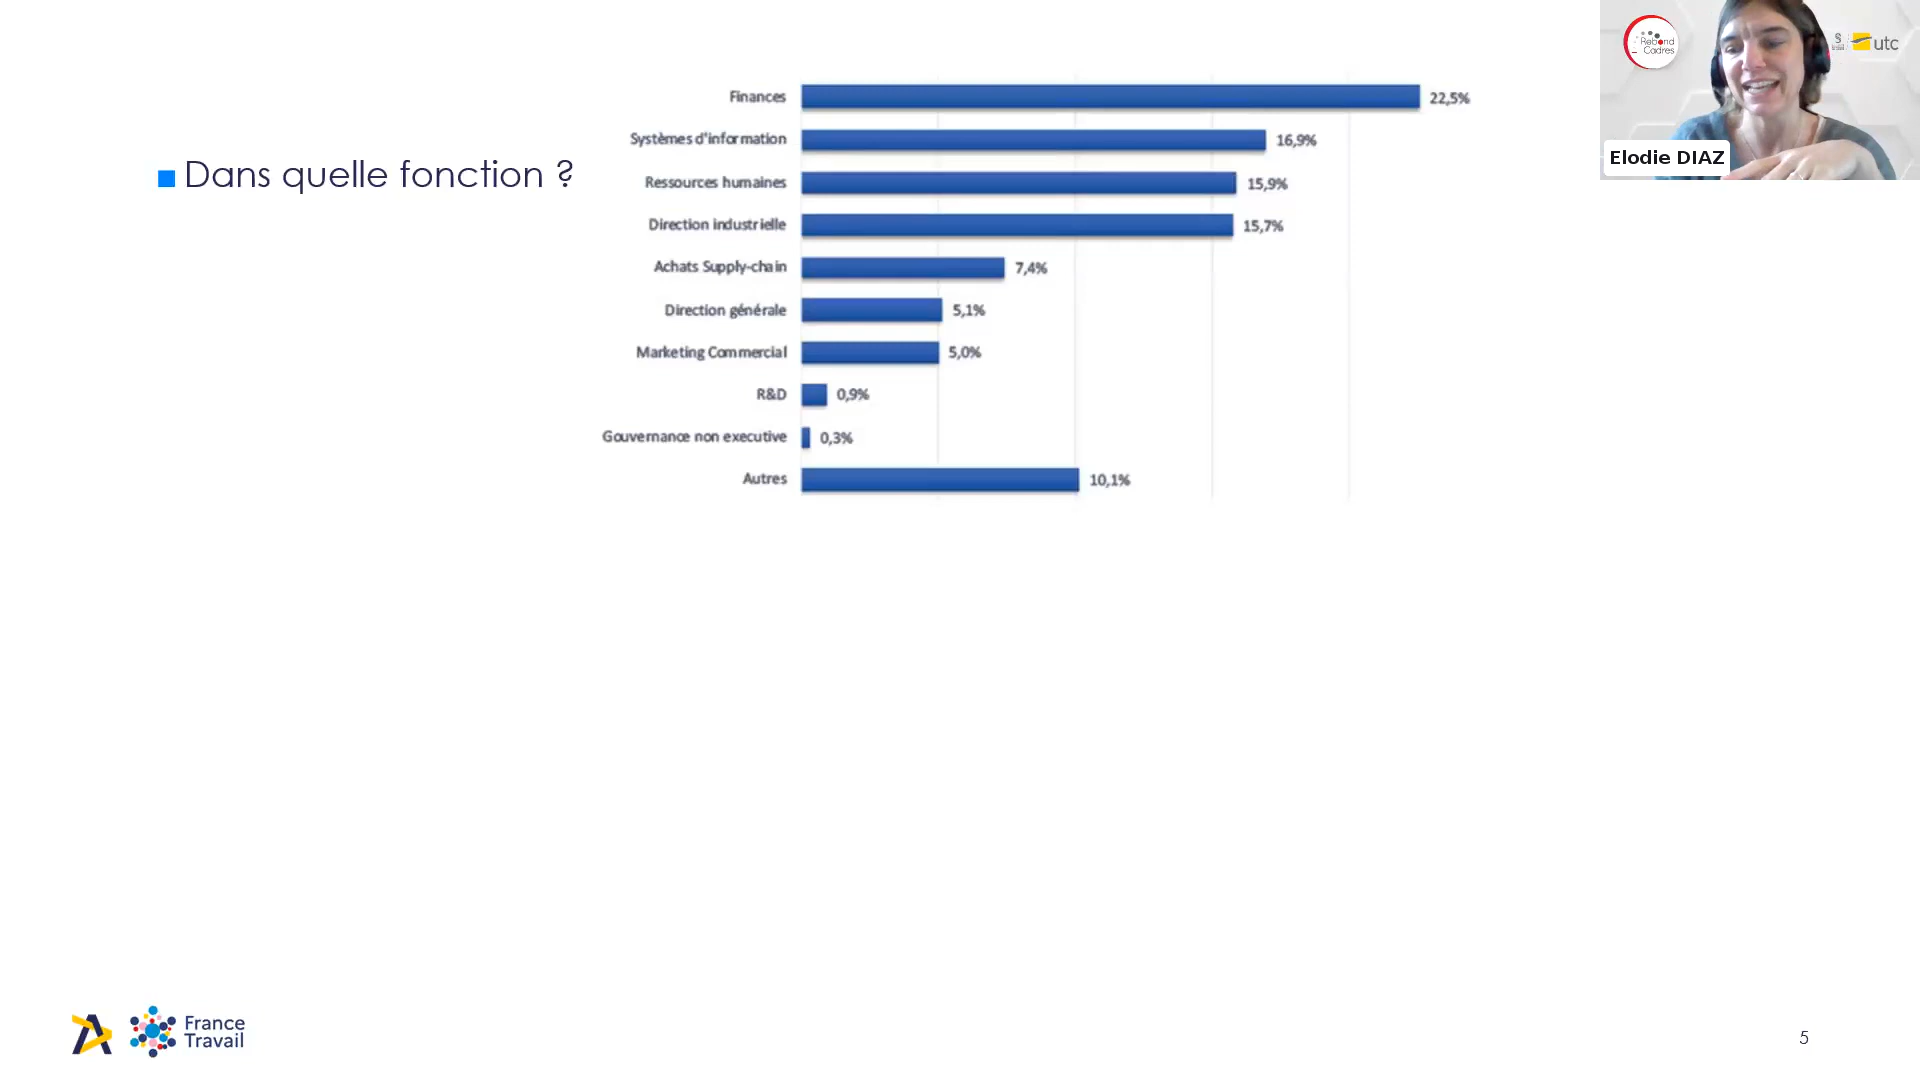 Dans quelle fonction ?
Finances 22,5%
Systèmes d'information 16,9%
Ressources humaines 15,9%
Direction industrielle 15,7%
Achats Supply-chain 7,4%
Direction générale 5,1%
Marketing Commercial 5,0%
R&D 0,9%
Gouvernance non executive 0,3%
Autres 10,1%
Rebond
Cadres
utc
Elodie DIAZ
France
Travail
5